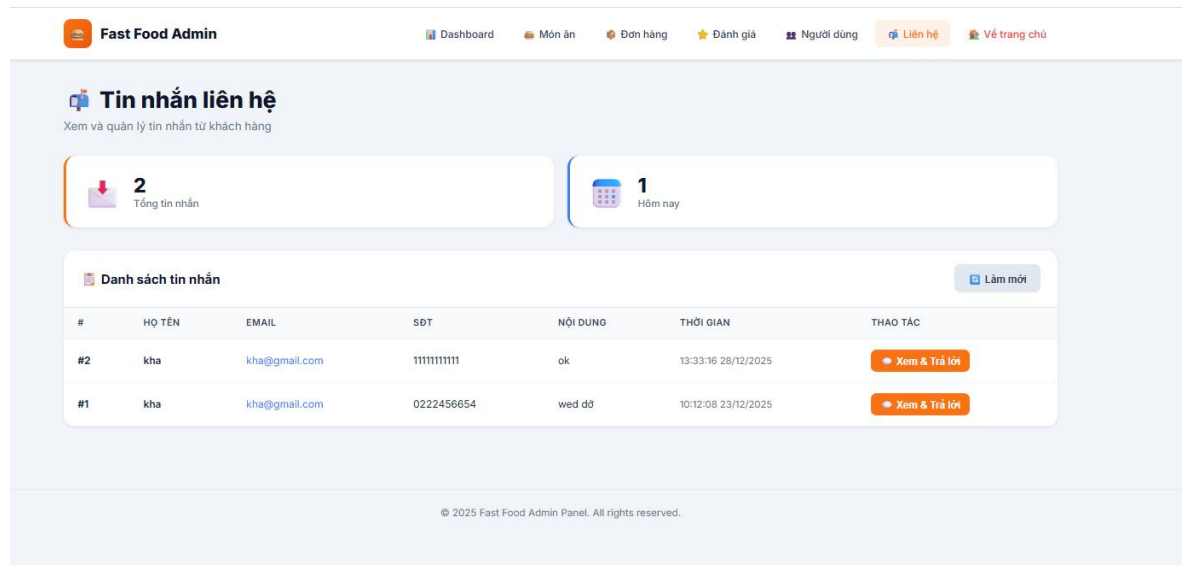 Fast Food Admin
Dashboard Món ăn Đơn hàng Đánh giá Người dùng Liên hệ Về trang chủ
Tin nhắn liên hệ
Xem và quản lý tin nhắn từ khách hàng
2
Tổng tin nhắn
1
Hôm nay
Danh sách tin nhắn
Làm mới
# HỌ TÊN EMAIL SĐT NỘI DUNG THỜI GIAN THAO TÁC
#2 kha kha@gmail.com 11111111111 ok 13:33:16 28/12/2025 Xem & Trả lời
#1 kha kha@gmail.com 0222456654 wed dở 10:12:08 23/12/2025 Xem & Trả lời
© 2025 Fast Food Admin Panel. All rights reserved.